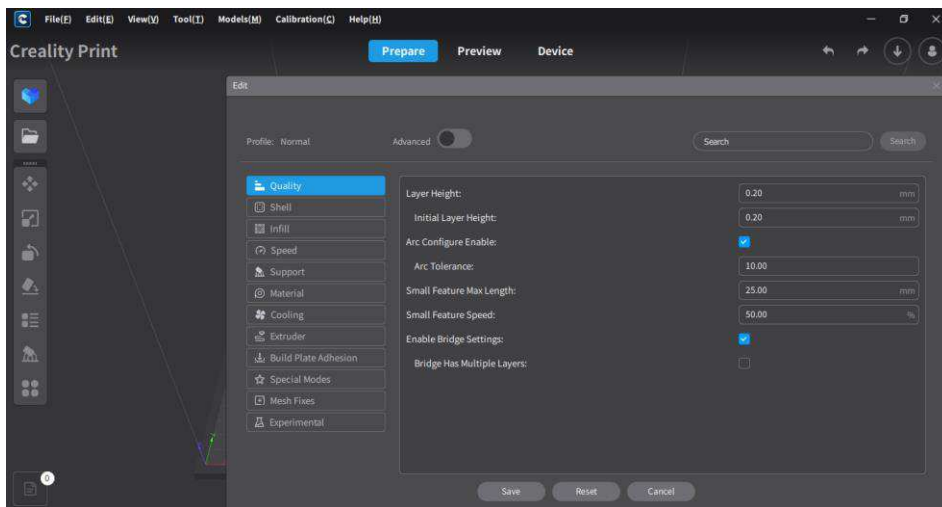 File(F) Edit(E) View(V) Tool(T) Models(M) Calibration(C) Help(H)
Creality Print Prepare Preview Device
Edit
Profile: Normal Advanced Search Search
Quality
Shell
Infill
Speed
Support
Material
Cooling
Extruder
Build Plate Adhesion
Special Modes
Mesh Fixes
Experimental
Layer Height: 0.20 mm
Initial Layer Height: 0.20 mm
Arc Configure Enable:
Arc Tolerance: 10.00
Small Feature Max Length: 25.00 mm
Small Feature Speed: 50.00 %
Enable Bridge Settings:
Bridge Has Multiple Layers:
0
Save Reset Cancel